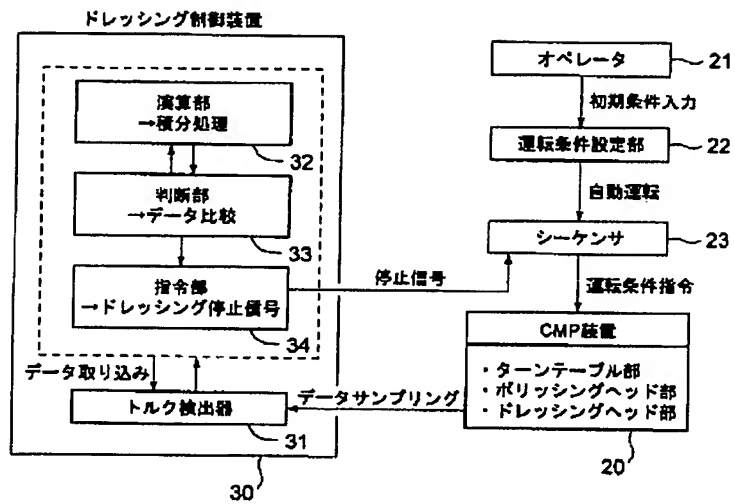 ドレッシング制御装置
演算部
→積分処理
32
判断部
→データ比較
33
指令部
→ドレッシング停止信号
34
データ取り込み
トルク検出器
31
30
停止信号
データサンプリング
オペレータ
21
初期条件入力
運転条件設定部
22
自動運転
シーケンサ
23
運転条件指令
CMP装置
・ターンテーブル部
・ポリッシングヘッド部
・ドレッシングヘッド部
20